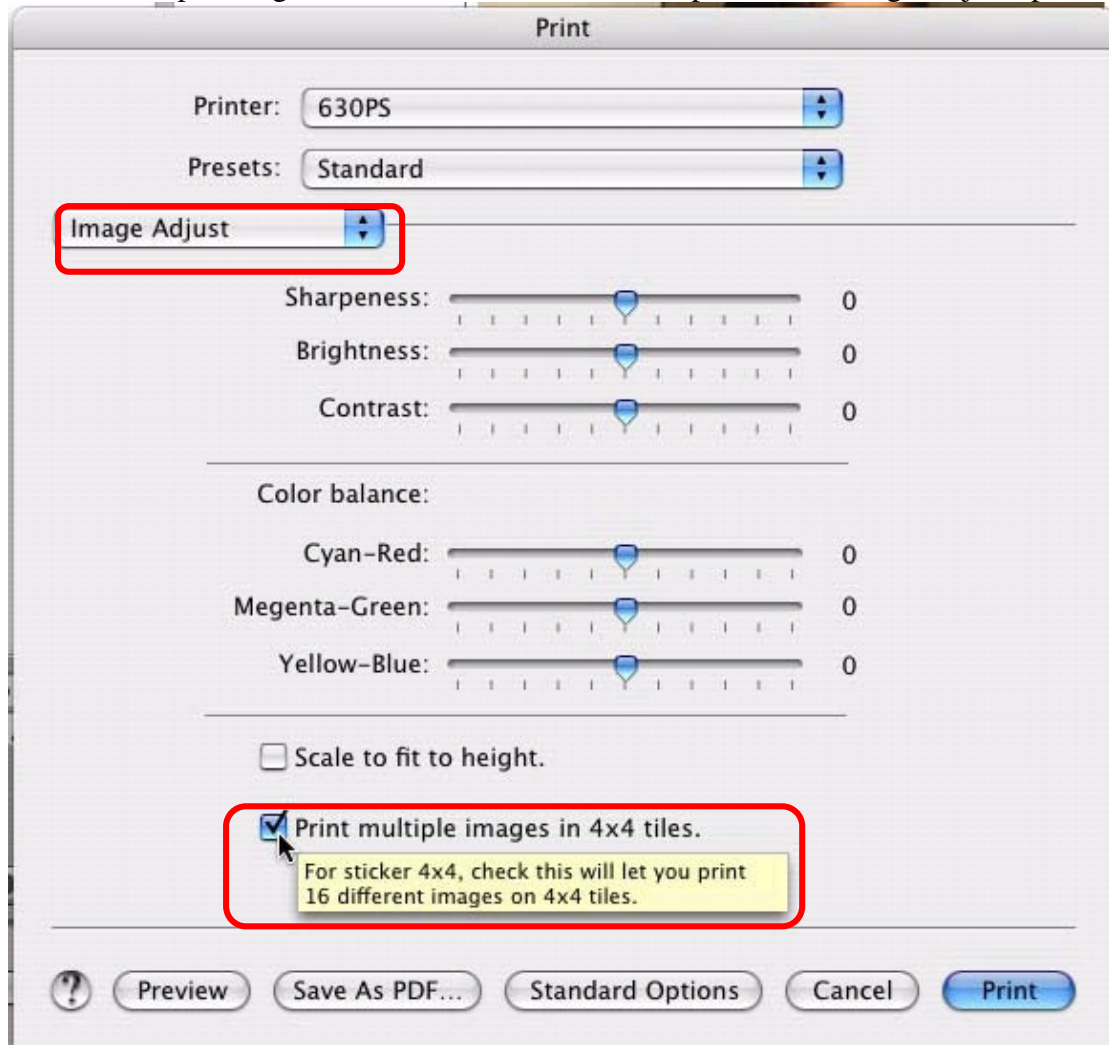 Print
Printer: 630PS
Presets: Standard
Image Adjust
Sharpeness: 0
Brightness: 0
Contrast: 0
Color balance:
Cyan-Red: 0
Megenta-Green: 0
Yellow-Blue: 0
Scale to fit to height.
Print multiple images in 4x4 tiles.
For sticker 4x4, check this will let you print
16 different images on 4x4 tiles.
? Preview Save As PDF... Standard Options Cancel Print